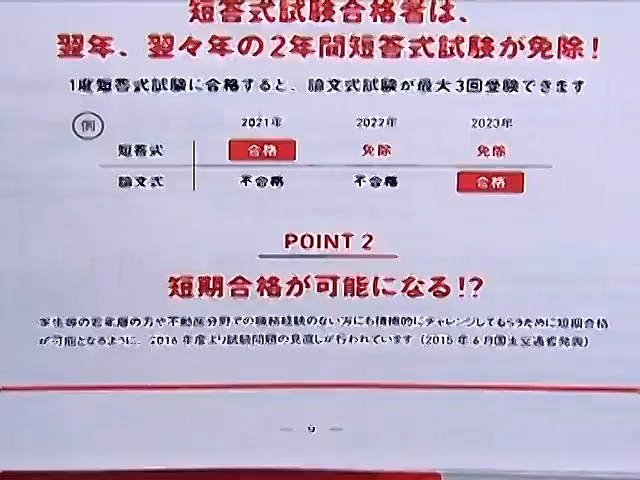 短答式試験合格者は、
翌年、翌々年の2年間短答式試験が免除!
1度短答式試験に合格すると、論文式試験が最大3回受験できます
例
2021年 2022年 2023年
短答式 合格 免除 免除
論文式 不合格 不合格 合格
POINT 2
短期合格が可能になる!?
学生等の若年層の方や不動産分野での職務経験のない方にも積極的にチャレンジしてもらうために短期合格
が可能となるように、2016年度より試験問題の見直しが行われています（2015年6月国土交通省発表）
— 9 —